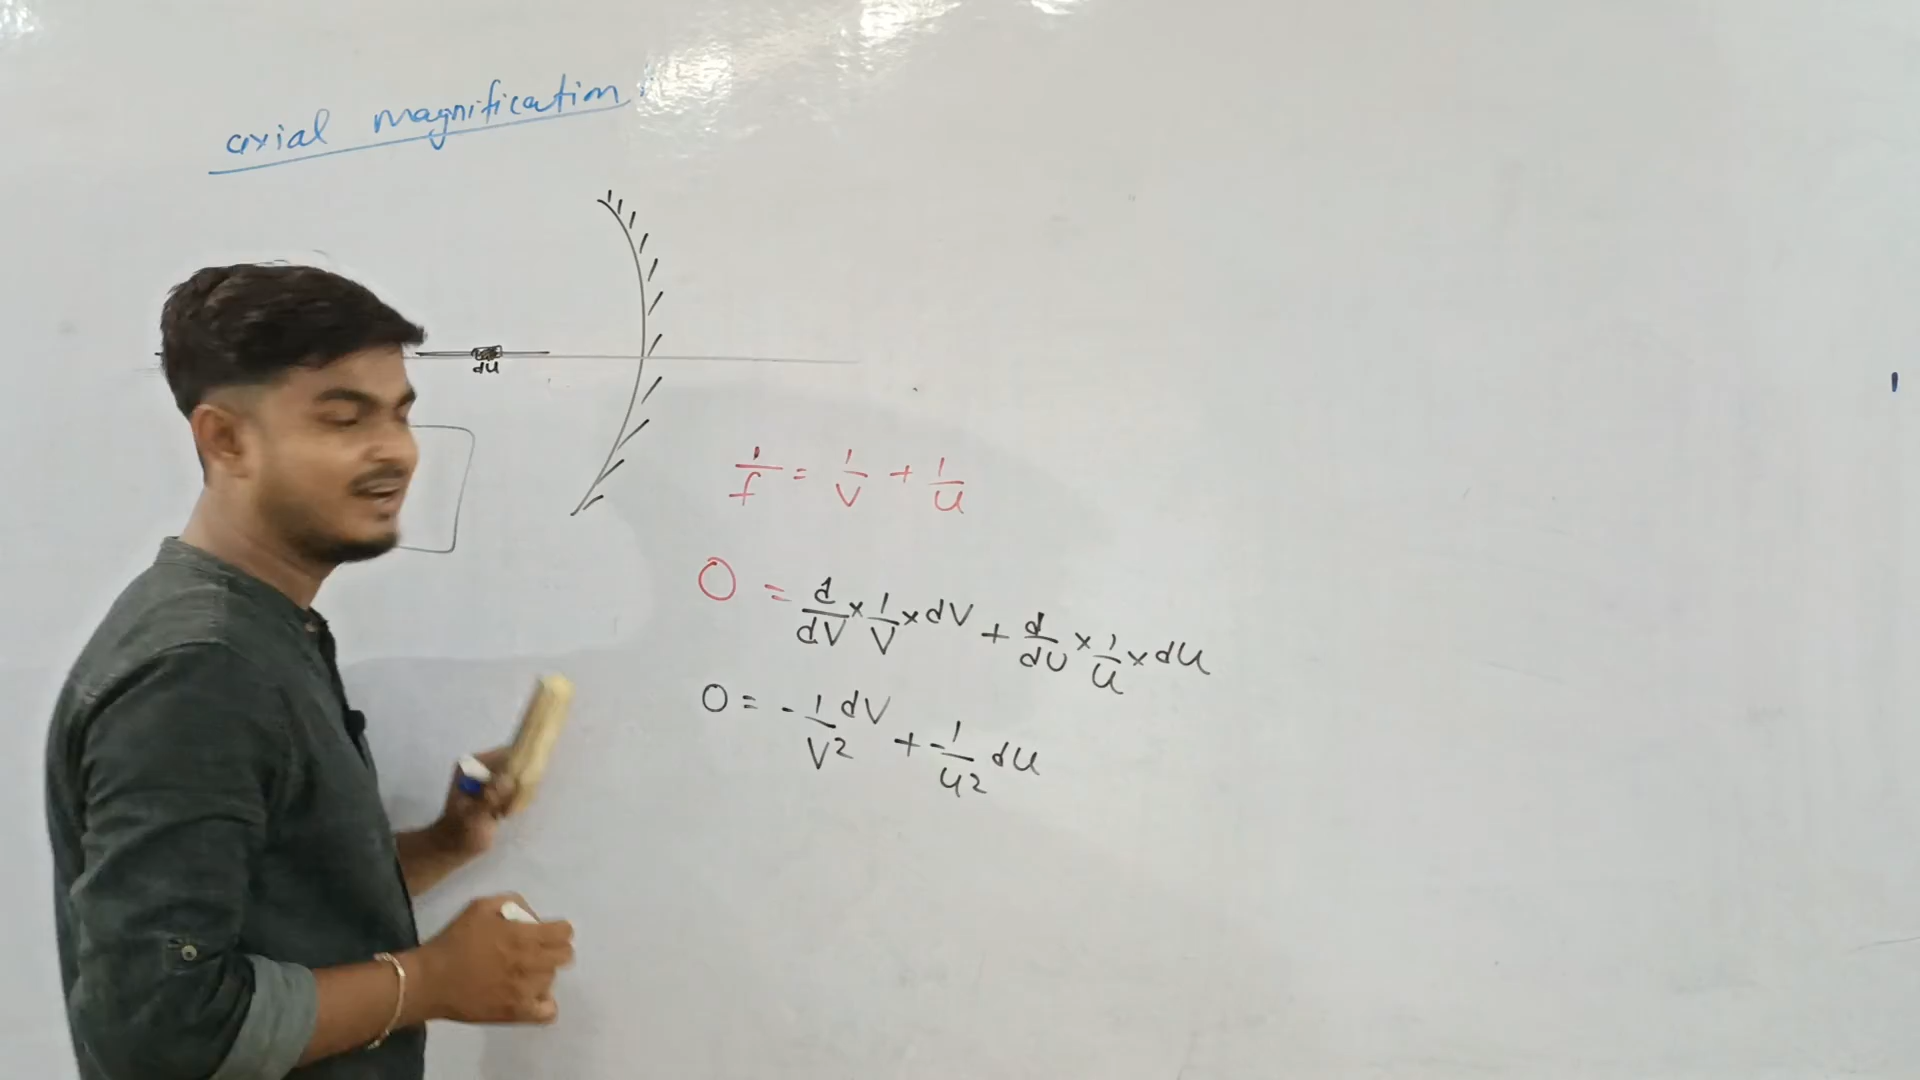 axial magnification:
du
1/f = 1/v + 1/u
0 = d/dV × 1/V × dV + d/du × 1/u × du
0 = - 1/V² dV + - 1/u² du